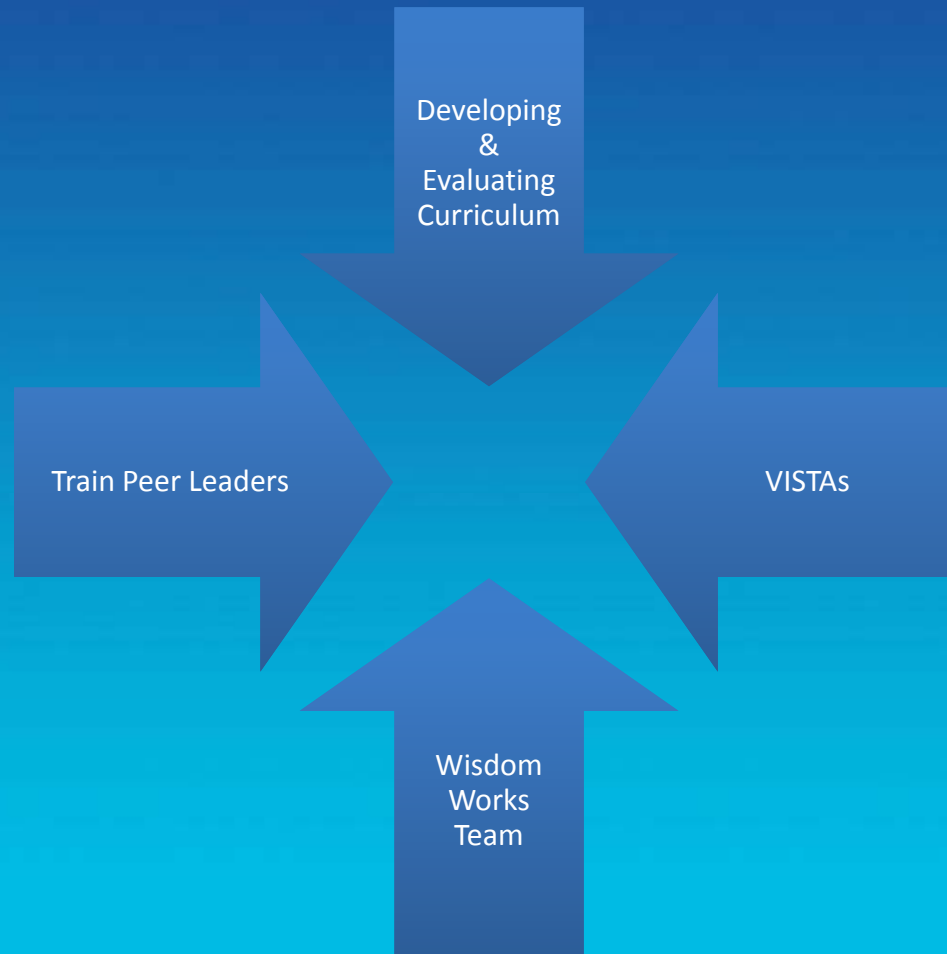 Developing
&
Evaluating
Curriculum
Train Peer Leaders
VISTAs
Wisdom
Works
Team